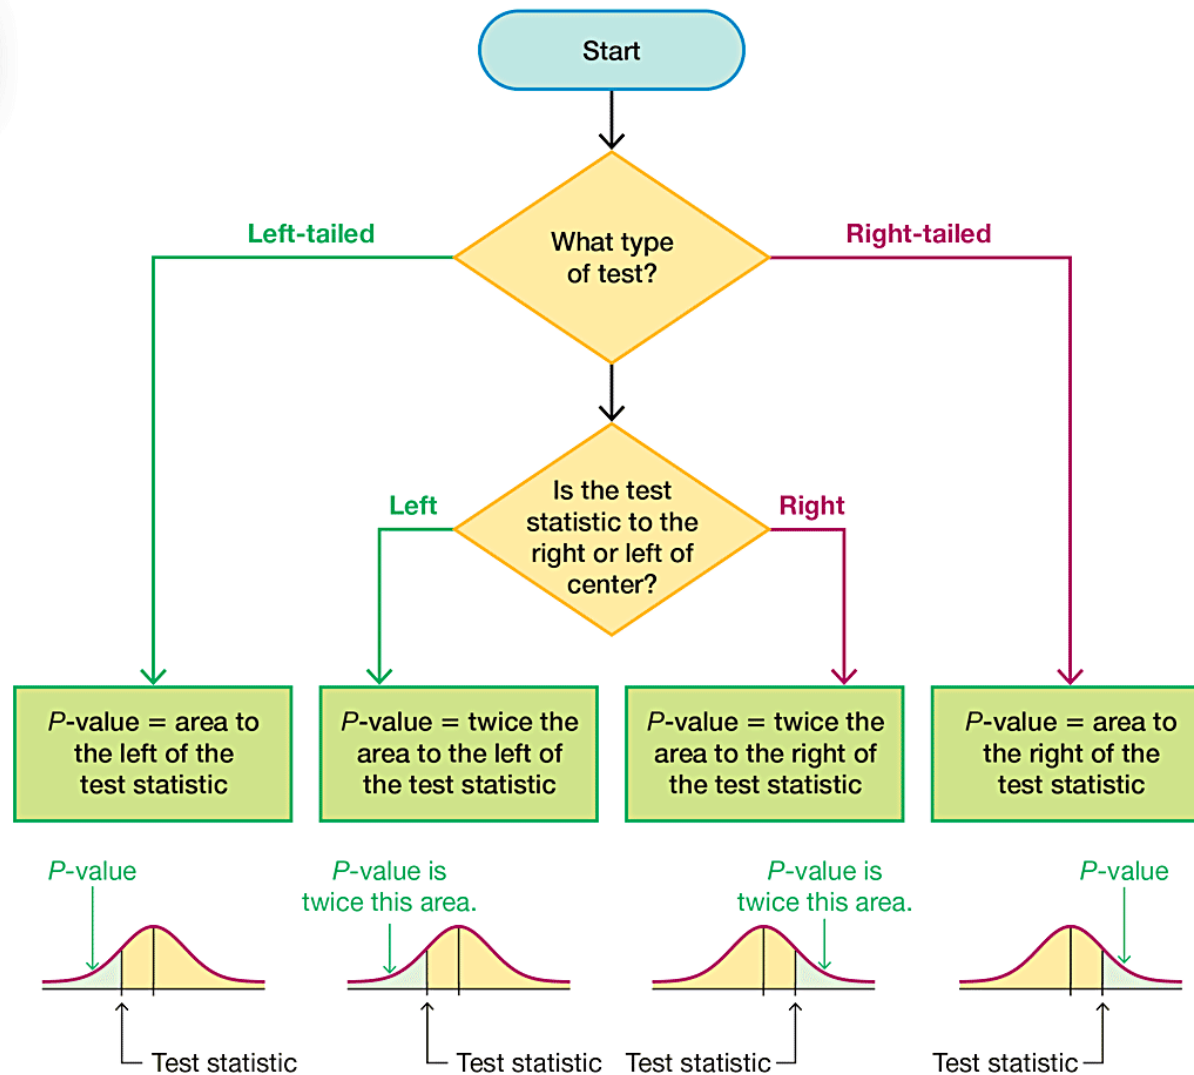 Start
Left-tailed
What type
of test?
Right-tailed
Left
Is the test
statistic to the
right or left of
center?
Right
P-value = area to
the left of the
test statistic
P-value = twice the
area to the left of
the test statistic
P-value = twice the
area to the right of
the test statistic
P-value = area to
the right of the
test statistic
P-value
P-value is
twice this area.
P-value is
twice this area.
P-value
Test statistic
Test statistic
Test statistic
Test statistic